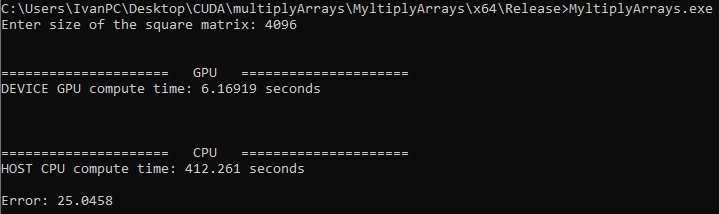 C:\Users\IvanPC\Desktop\CUDA\multiplyArrays\MyltiplyArrays\x64\Release>MyltiplyArrays.exe
Enter size of the square matrix: 4096
====================   GPU   ====================
DEVICE GPU compute time: 6.16919 seconds
====================   CPU   ====================
HOST CPU compute time: 412.261 seconds
Error: 25.0458